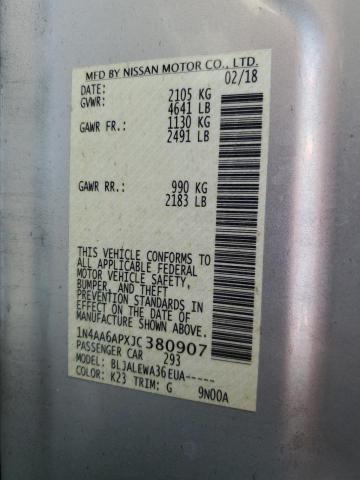 MFD BY NISSAN MOTOR CO., LTD.
DATE: 02/18
GVWR: 2105 KG
4641 LB
GAWR FR.: 1130 KG
2491 LB
GAWR RR.: 990 KG
2183 LB
THIS VEHICLE CONFORMS TO
ALL APPLICABLE FEDERAL
MOTOR VEHICLE SAFETY,
BUMPER, AND THEFT
PREVENTION STANDARDS IN
EFFECT ON THE DATE OF
MANUFACTURE SHOWN ABOVE.
1N4AA6APXJC380907
PASSENGER CAR 293
MODEL: BLJALEWA36EUA-----
COLOR: K23 TRIM: G 9N00A